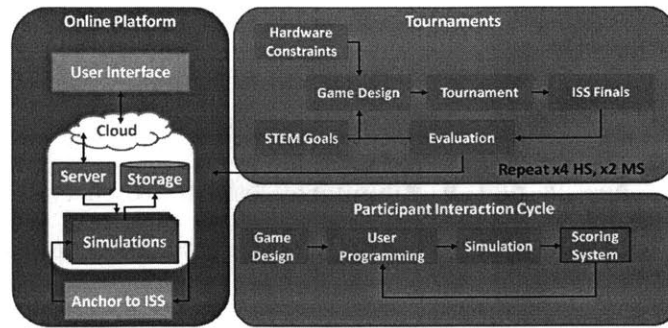 Online Platform
User Interface
Cloud
Server
Storage
Simulations
Anchor to ISS
Tournaments
Hardware
Constraints
Game Design
Tournament
ISS Finals
STEM Goals
Evaluation
Repeat x4 HS, x2 MS
Participant Interaction Cycle
Game
Design
User
Programming
Simulation
Scoring
System